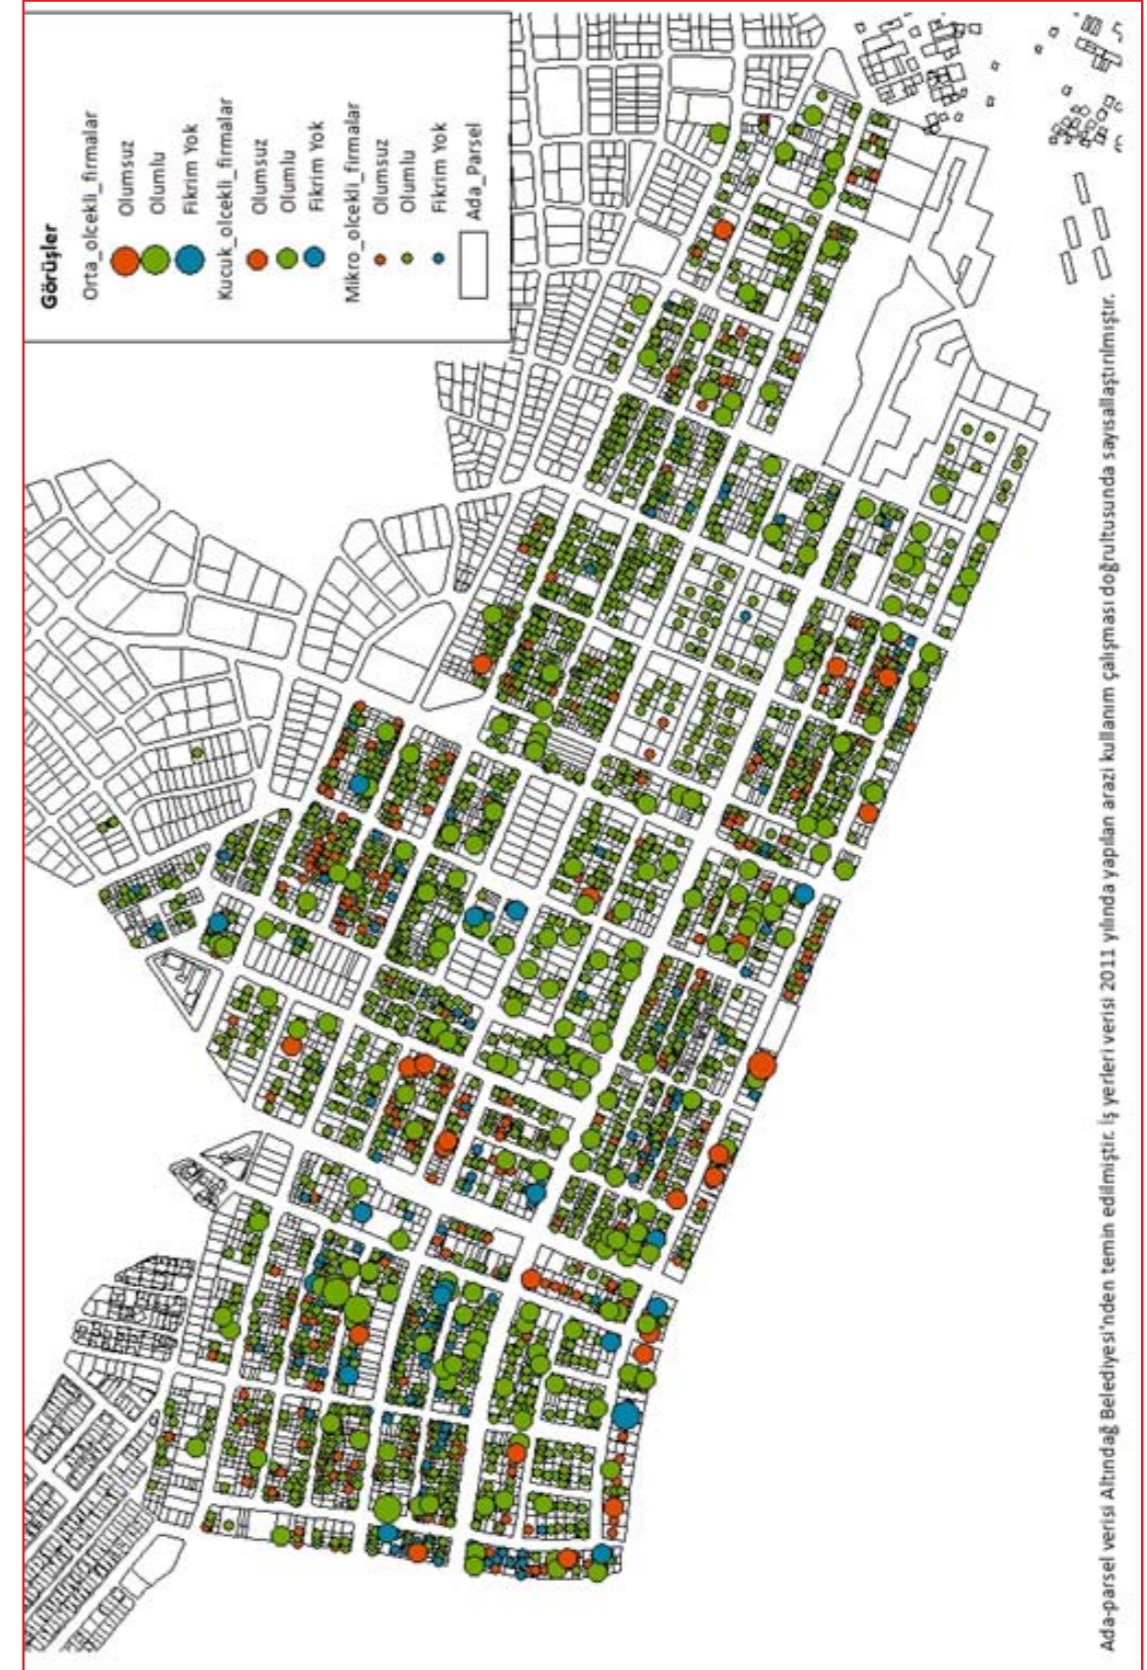 Görüşler
Orta_olcekli_firmalar
Olumsuz
Olumlu
Fikrim Yok
Kucuk_olcekli_firmalar
Olumsuz
Olumlu
Fikrim Yok
Mikro_olcekli_firmalar
Olumsuz
Olumlu
Fikrim Yok
Ada_Parsel
Ada-parsel verisi Altındağ Belediyesi'nden temin edilmiştir. İş yerleri verisi 2011 yılında yapılan arazi kullanım çalışması doğrultusunda sayısallaştırılmıştır.